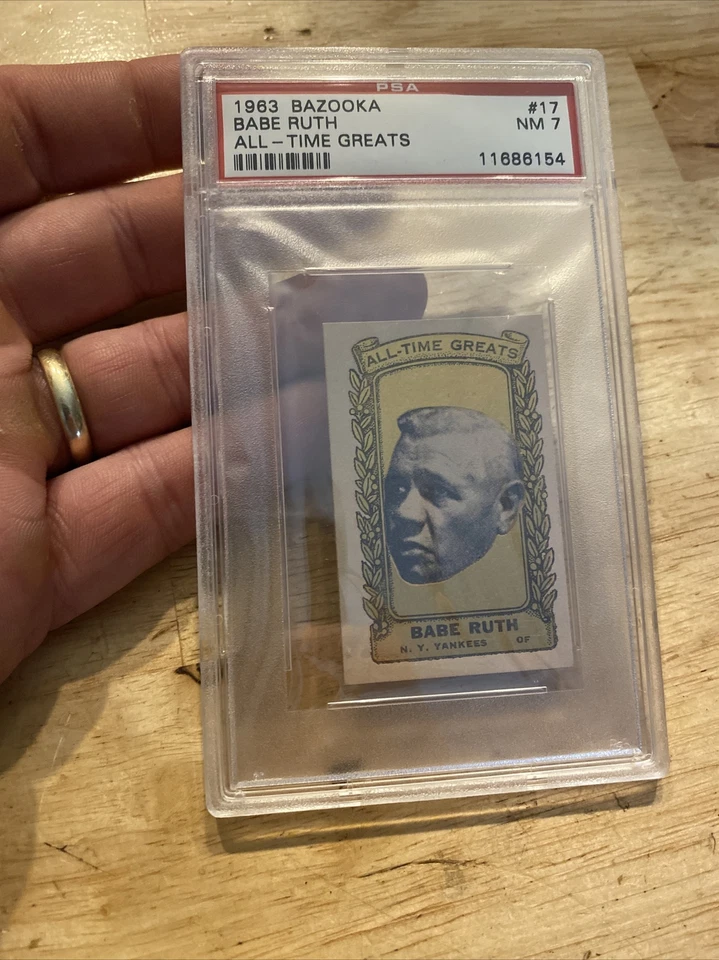 PSA
1963 BAZOOKA #17
BABE RUTH NM 7
ALL-TIME GREATS
11686154
ALL-TIME GREATS
BABE RUTH
N. Y. YANKEES OF